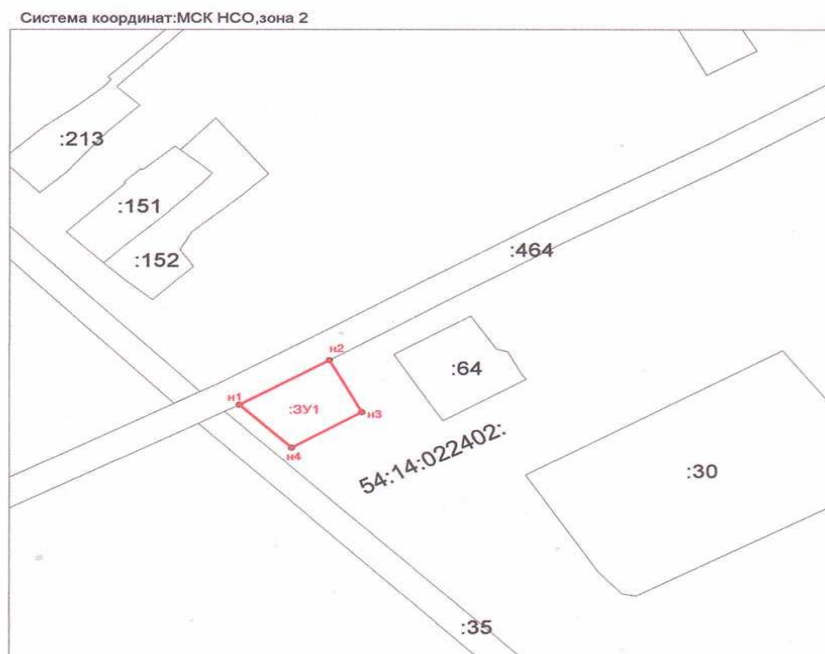 Система координат:МСК НСО,зона 2
:213
:151
:152
:464
н2
:64
н1
:ЗУ1
н3
н4
54:14:022402:
:30
:35